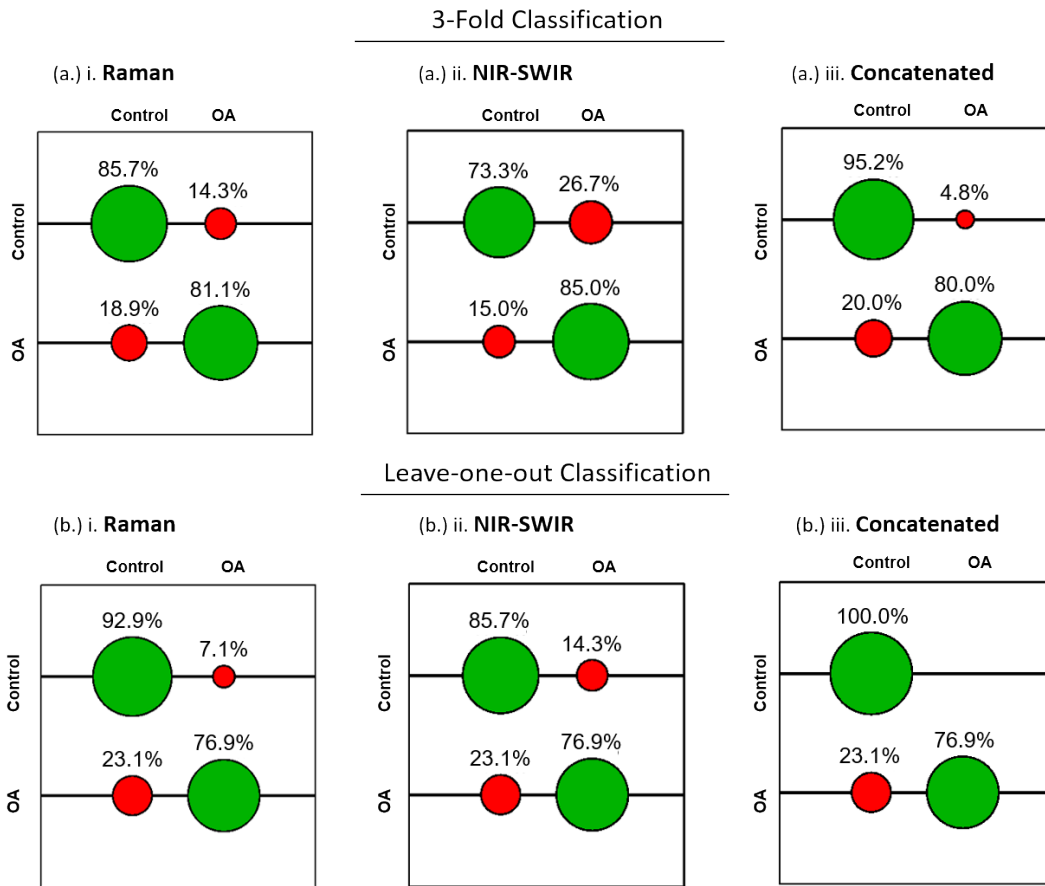 3-Fold Classification
(a.) i. Raman
(a.) ii. NIR-SWIR
(a.) iii. Concatenated
Control OA
Control OA
Control OA
85.7%
14.3%
73.3%
26.7%
95.2%
4.8%
Control
Control
Control
18.9%
81.1%
15.0%
85.0%
20.0%
80.0%
OA
OA
OA
Leave-one-out Classification
(b.) i. Raman
(b.) ii. NIR-SWIR
(b.) iii. Concatenated
Control OA
Control OA
Control OA
92.9%
7.1%
85.7%
14.3%
100.0%
Control
Control
Control
23.1%
76.9%
23.1%
76.9%
23.1%
76.9%
OA
OA
OA